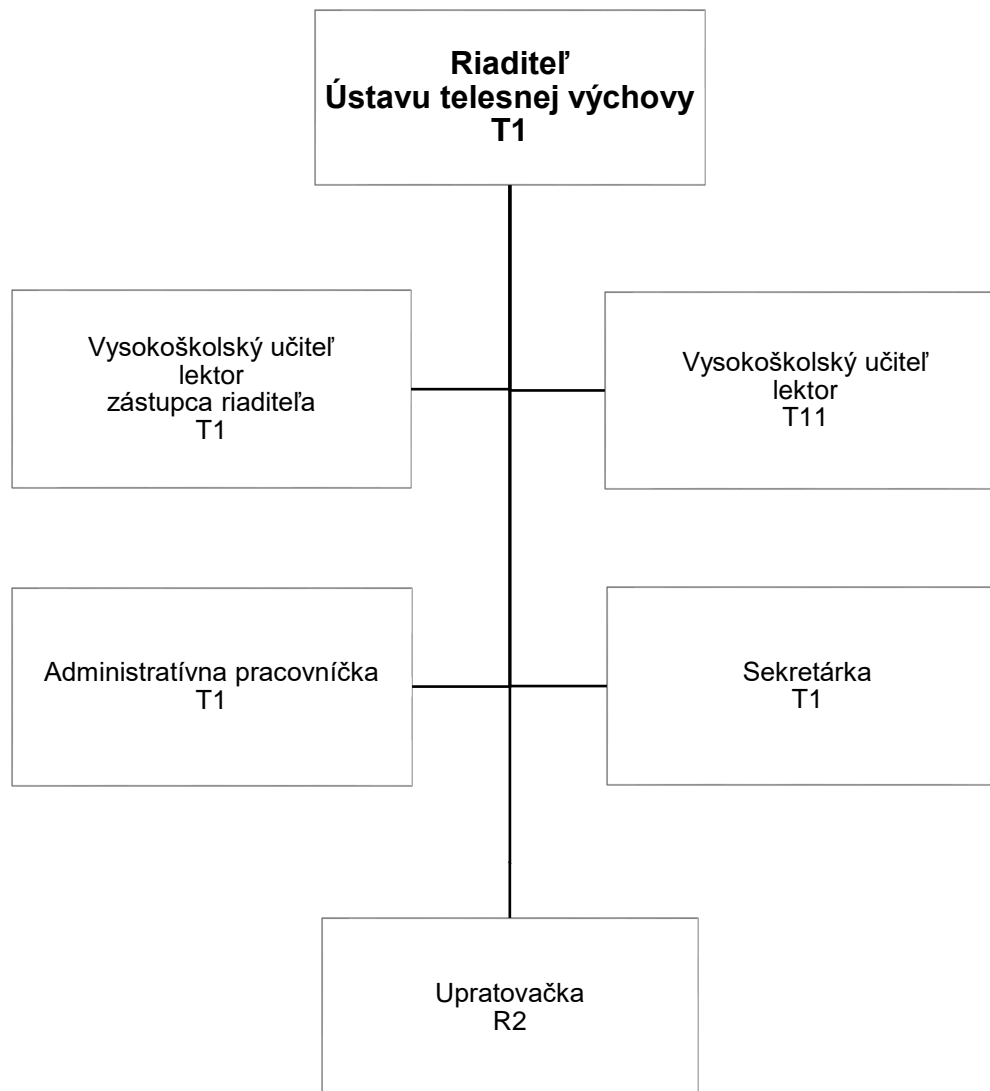 Riaditeľ
Ústavu telesnej výchovy
T1
Vysokoškolský učiteľ
lektor
zástupca riaditeľa
T1
Vysokoškolský učiteľ
lektor
T11
Administratívna pracovníčka
T1
Sekretárka
T1
Upratovačka
R2